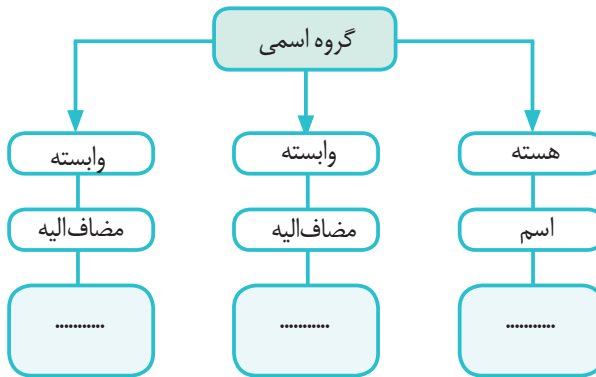 گروه اسمی
هسته
وابسته
وابسته
اسم
مضاف‌الیه
مضاف‌الیه
...........
...........
...........